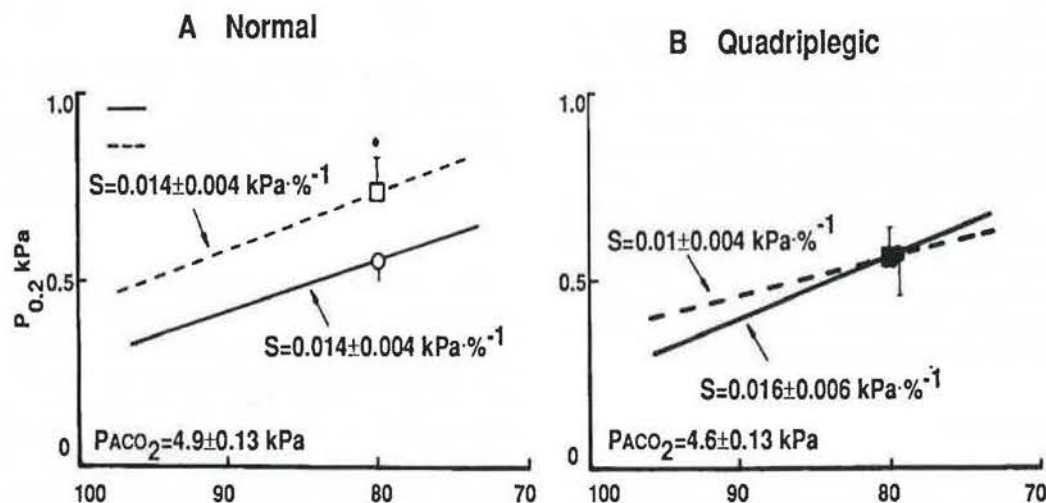 A Normal
1.0
S=0.014±0.004 kPa·%⁻¹
P0.2 kPa
0.5
S=0.014±0.004 kPa·%⁻¹
0
PACO2=4.9±0.13 kPa
100 90 80 70
B Quadriplegic
1.0
S=0.01±0.004 kPa·%⁻¹
0.5
S=0.016±0.006 kPa·%⁻¹
0
PACO2=4.6±0.13 kPa
100 90 80 70